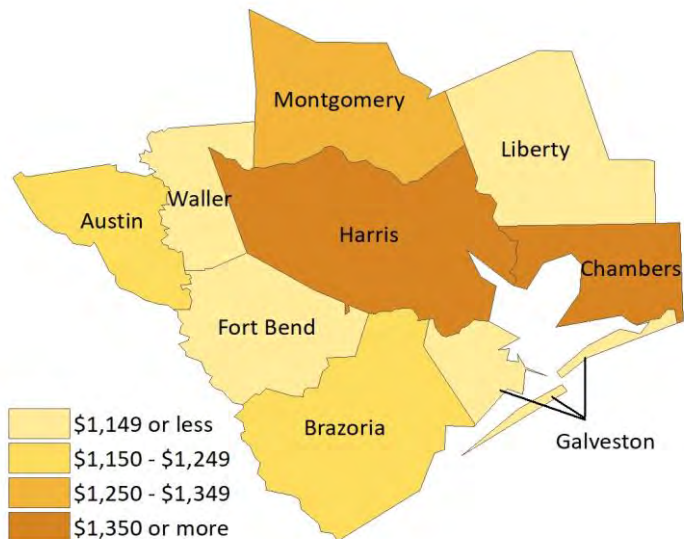 Montgomery
Liberty
Waller
Austin
Harris
Chambers
Fort Bend
Brazoria
Galveston
$1,149 or less
$1,150 - $1,249
$1,250 - $1,349
$1,350 or more